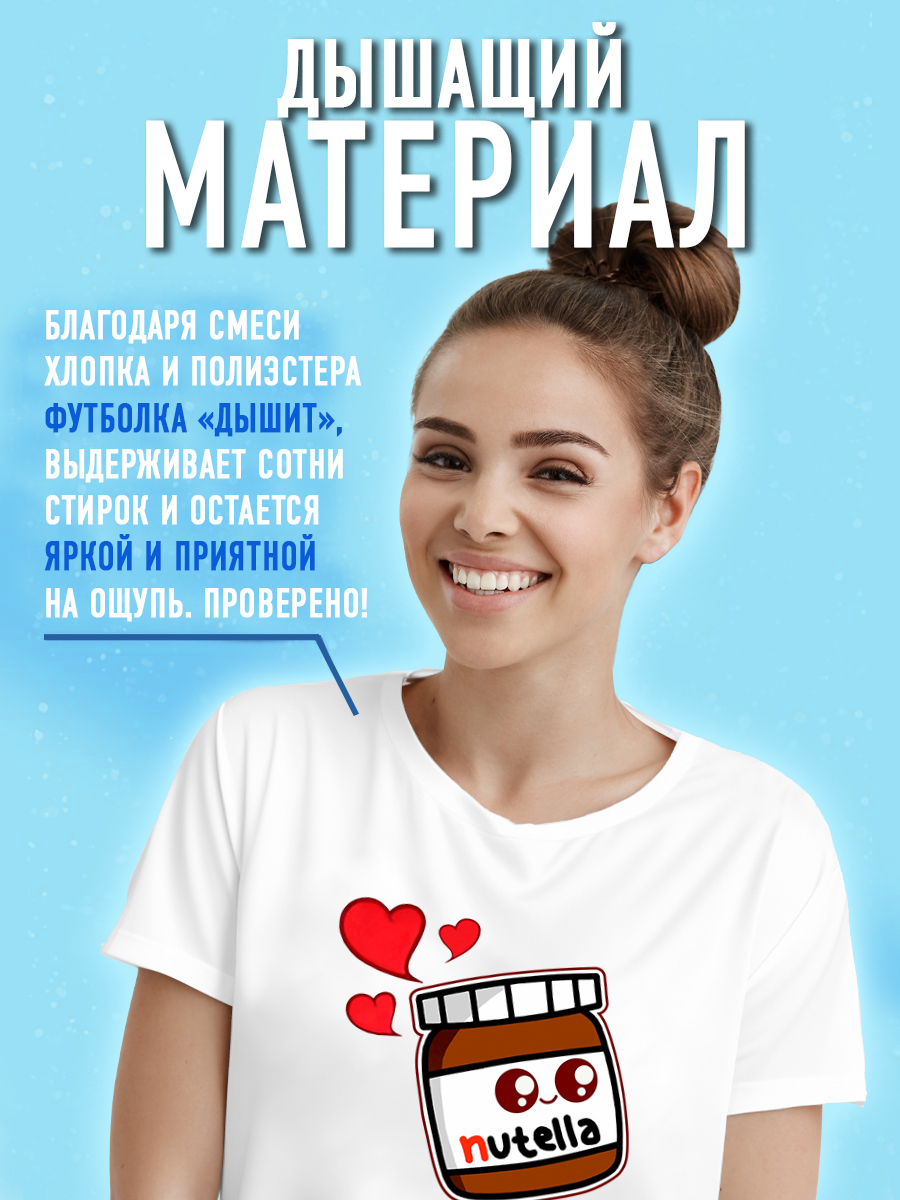 ДЫШАЩИЙ
МАТЕРИАЛ
БЛАГОДАРЯ СМЕСИ
ХЛОПКА И ПОЛИЭСТЕРА
ФУТБОЛКА «ДЫШИТ»,
ВЫДЕРЖИВАЕТ СОТНИ
СТИРОК И ОСТАЕТСЯ
ЯРКОЙ И ПРИЯТНОЙ
НА ОЩУПЬ. ПРОВЕРЕНО!
nutella